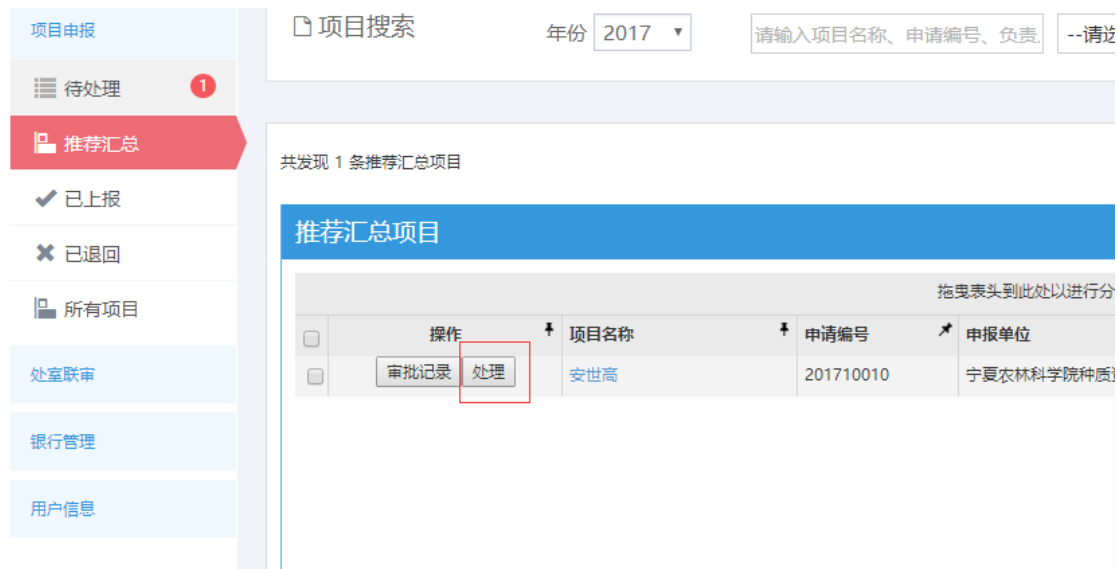 项目申报
待处理 1
推荐汇总
已上报
已退回
所有项目
处室联审
银行管理
用户信息
项目搜索 年份 2017 请输入项目名称、申请编号、负责 --请
共发现 1 条推荐汇总项目
推荐汇总项目
拖曳表头到此处以进行分
操作 项目名称 申请编号 申报单位
审批记录 处理 安世高 201710010 宁夏农林科学院种质